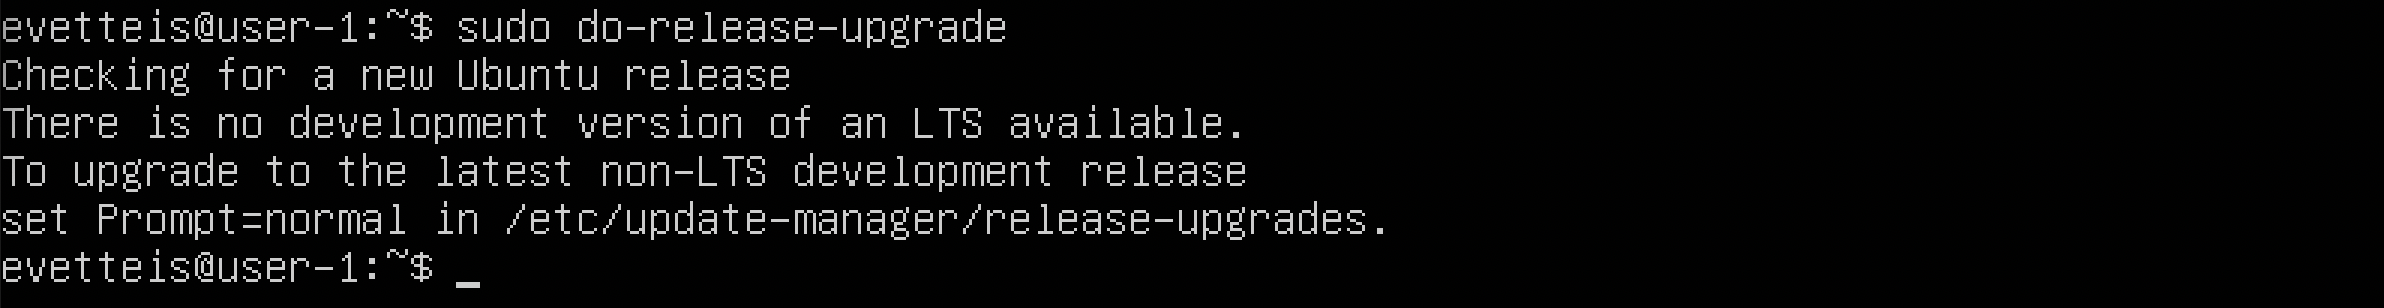 evetteis@user-1:~$ sudo do-release-upgrade
Checking for a new Ubuntu release
There is no development version of an LTS available.
To upgrade to the latest non-LTS development release
set Prompt=normal in /etc/update-manager/release-upgrades.
evetteis@user-1:~$ _